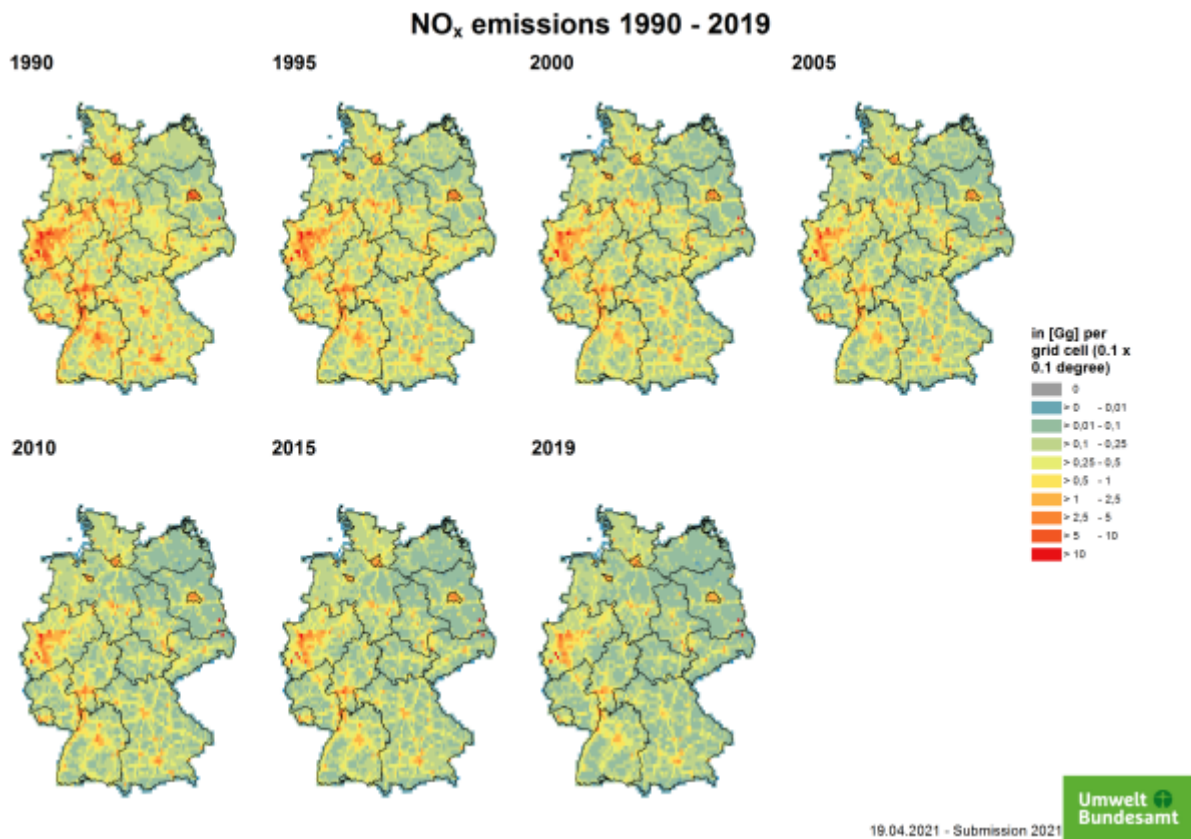 NOₓ emissions 1990 - 2019
1990
1995
2000
2005
2010
2015
2019
in [Gg] per
grid cell (0.1 x
0.1 degree)
0
> 0 - 0,01
> 0,01 - 0,1
> 0,1 - 0,25
> 0,25 - 0,5
> 0,5 - 1
> 1 - 2,5
> 2,5 - 5
> 5 - 10
> 10
Umwelt
Bundesamt
19.04.2021 - Submission 2021